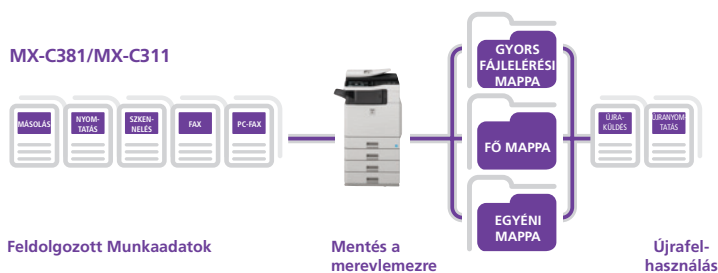 MX-C381/MX-C311
MÁSOLÁS
NYOM-
TATÁS
SZKEN-
NELÉS
FAX
PC-FAX
GYORS
FÁJLELÉRÉSI
MAPPA
FŐ MAPPA
EGYÉNI
MAPPA
ÚJRA-
KÜLDÉS
ÚJRANYOM-
TATÁS
Feldolgozott Munkaadatok
Mentés a
merevlemezre
Újrafel-
használás